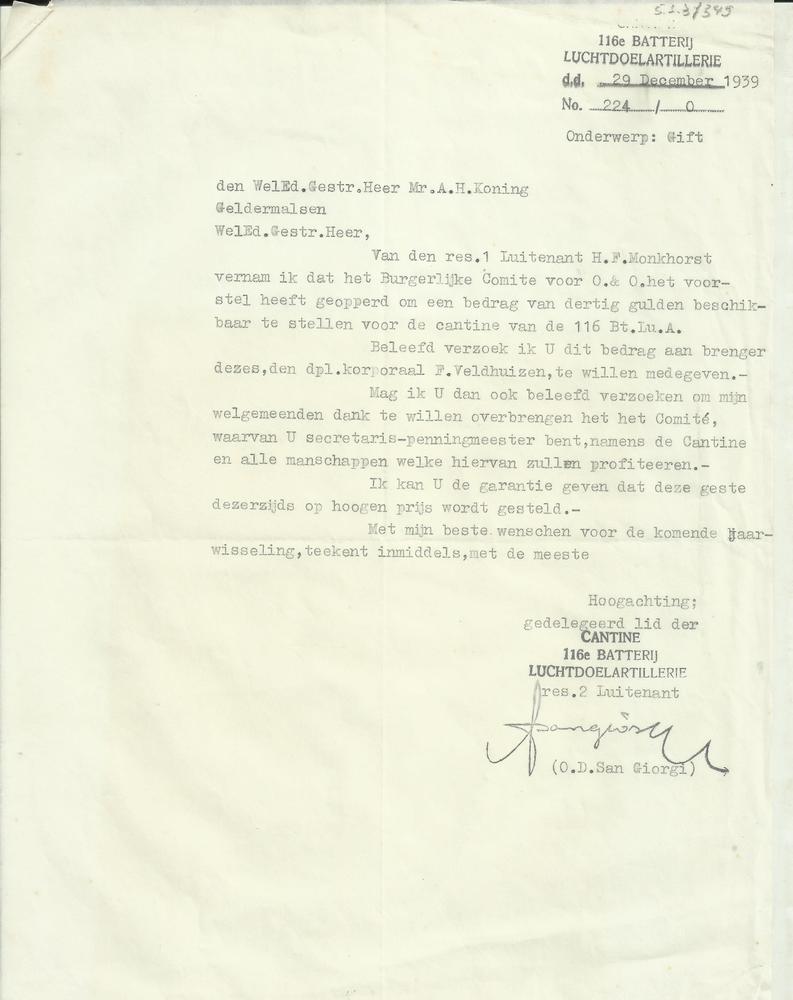 5.1.3/349
116e BATTERIJ
LUCHTDOELARTILLERIE
d.d. 29 December 1939
No. 224 / 0
Onderwerp: Gift
den WelEd.Gestr.Heer Mr.A.H.Koning
Geldermalsen
WelEd.Gestr.Heer,
Van den res.1 Luitenant H.F.Monkhorst
vernam ik dat het Burgerlijke Comite voor O.& O.het voor-
stel heeft geopperd om een bedrag van dertig gulden beschik-
baar te stellen voor de cantine van de 116 Bt.Lu.A.
Beleefd verzoek ik U dit bedrag aan brenger
dezes,den dpl.korporaal F.Veldhuizen,te willen medegeven.-
Mag ik U dan ook beleefd verzoeken om mijn
welgemeenden dank te willen overbrengen het het Comité,
waarvan U secretaris-penningmeester bent,namens de Cantine
en alle manschappen welke hiervan zullen profiteeren.-
Ik kan U de garantie geven dat deze geste
dezerzijds op hoogen prijs wordt gesteld.-
Met mijn beste wenschen voor de komende jaar-
wisseling,teekent inmiddels,met de meeste
Hoogachting;
gedelegeerd lid der
CANTINE
116e BATTERIJ
LUCHTDOELARTILLERIE
res.2 Luitenant
(O.D.San Giorgi)